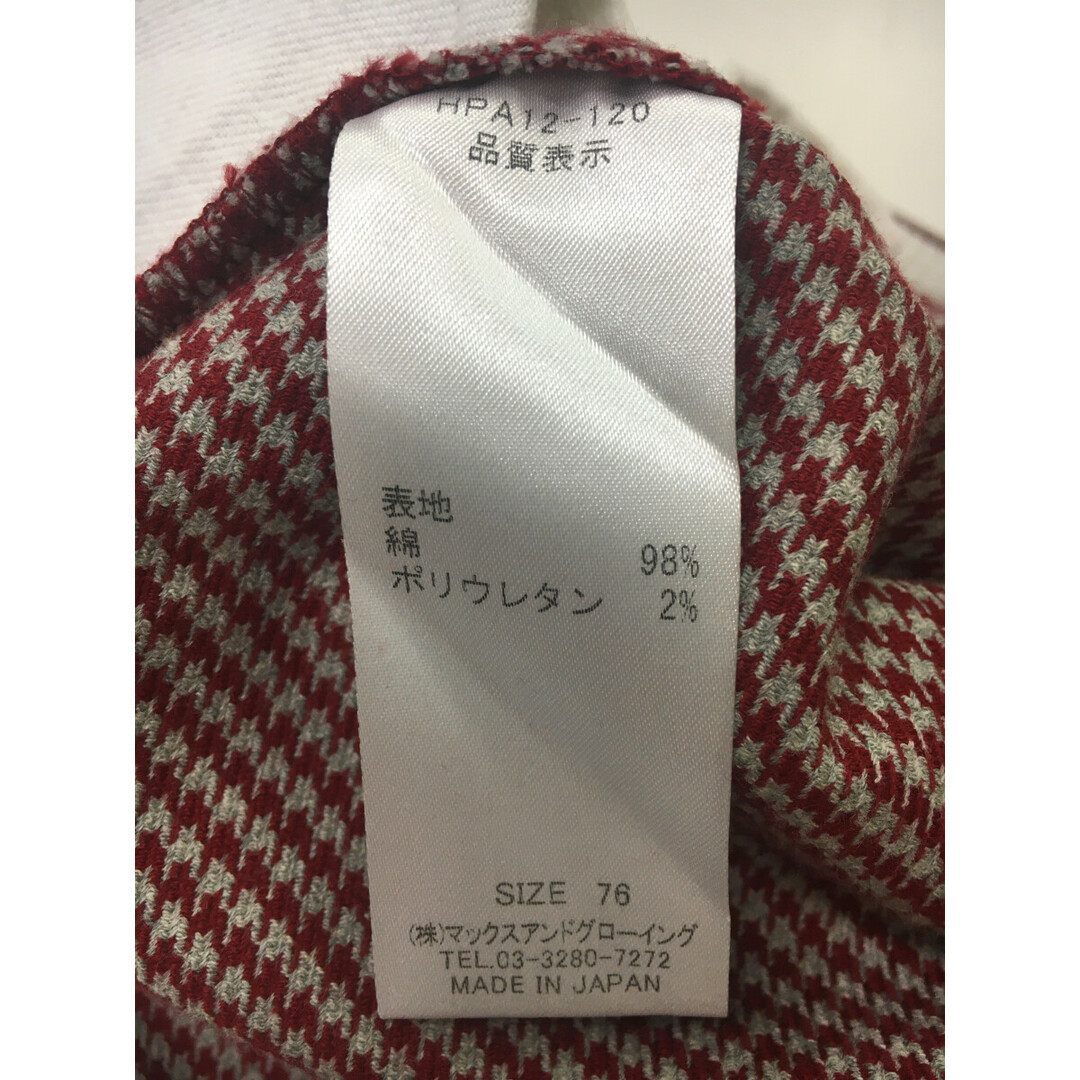 HPA12-120
品質表示
表地
綿 98%
ポリウレタン 2%
SIZE 76
(株)マックスアンドグローイング
TEL.03-3280-7272
MADE IN JAPAN